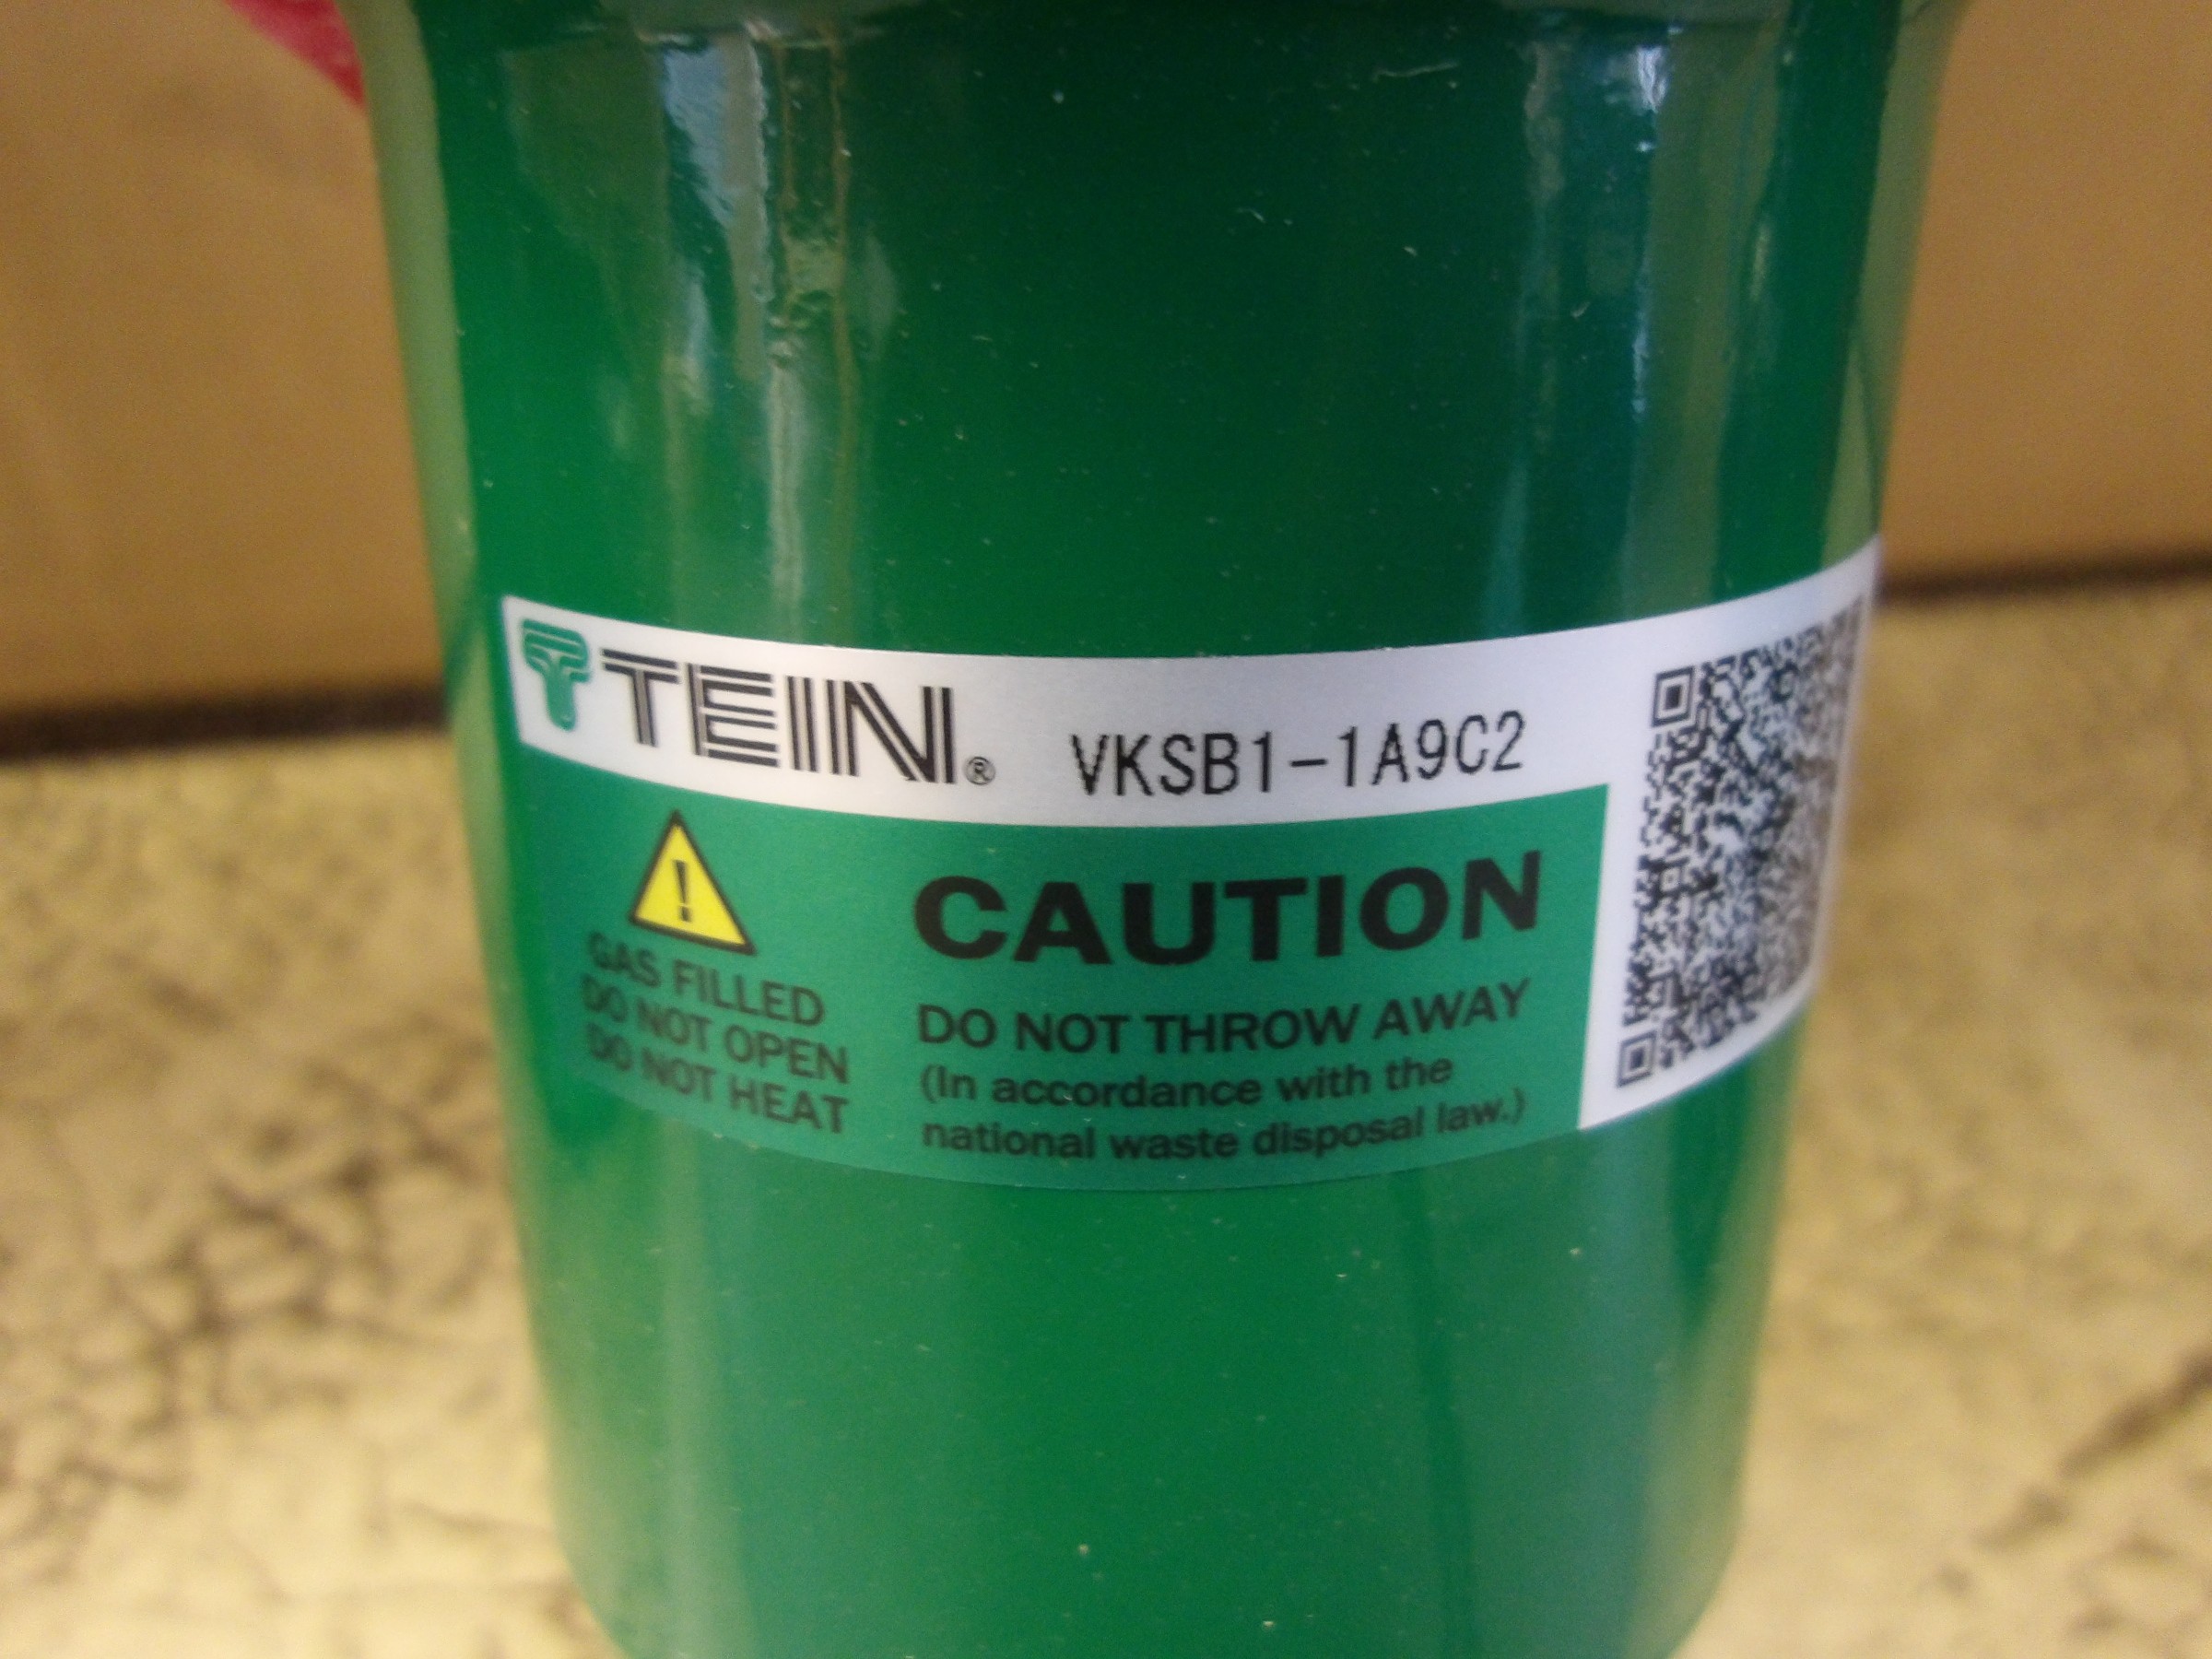 TEIN® VKSB1-1A9C2
!
GAS FILLED
DO NOT OPEN
DO NOT HEAT
CAUTION
DO NOT THROW AWAY
(In accordance with the
national waste disposal law.)